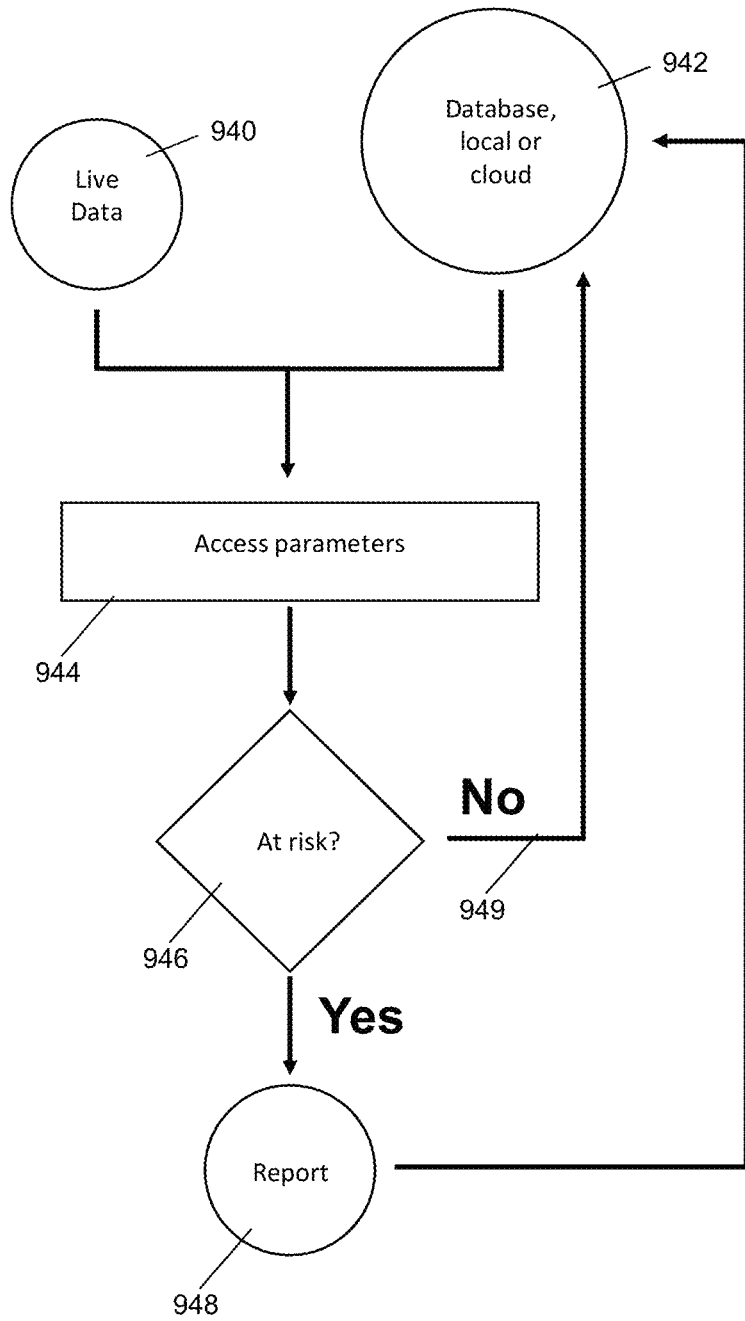 942
Database,
local or
cloud
940
Live
Data
Access parameters
944
At risk?
No
949
946
Yes
Report
948